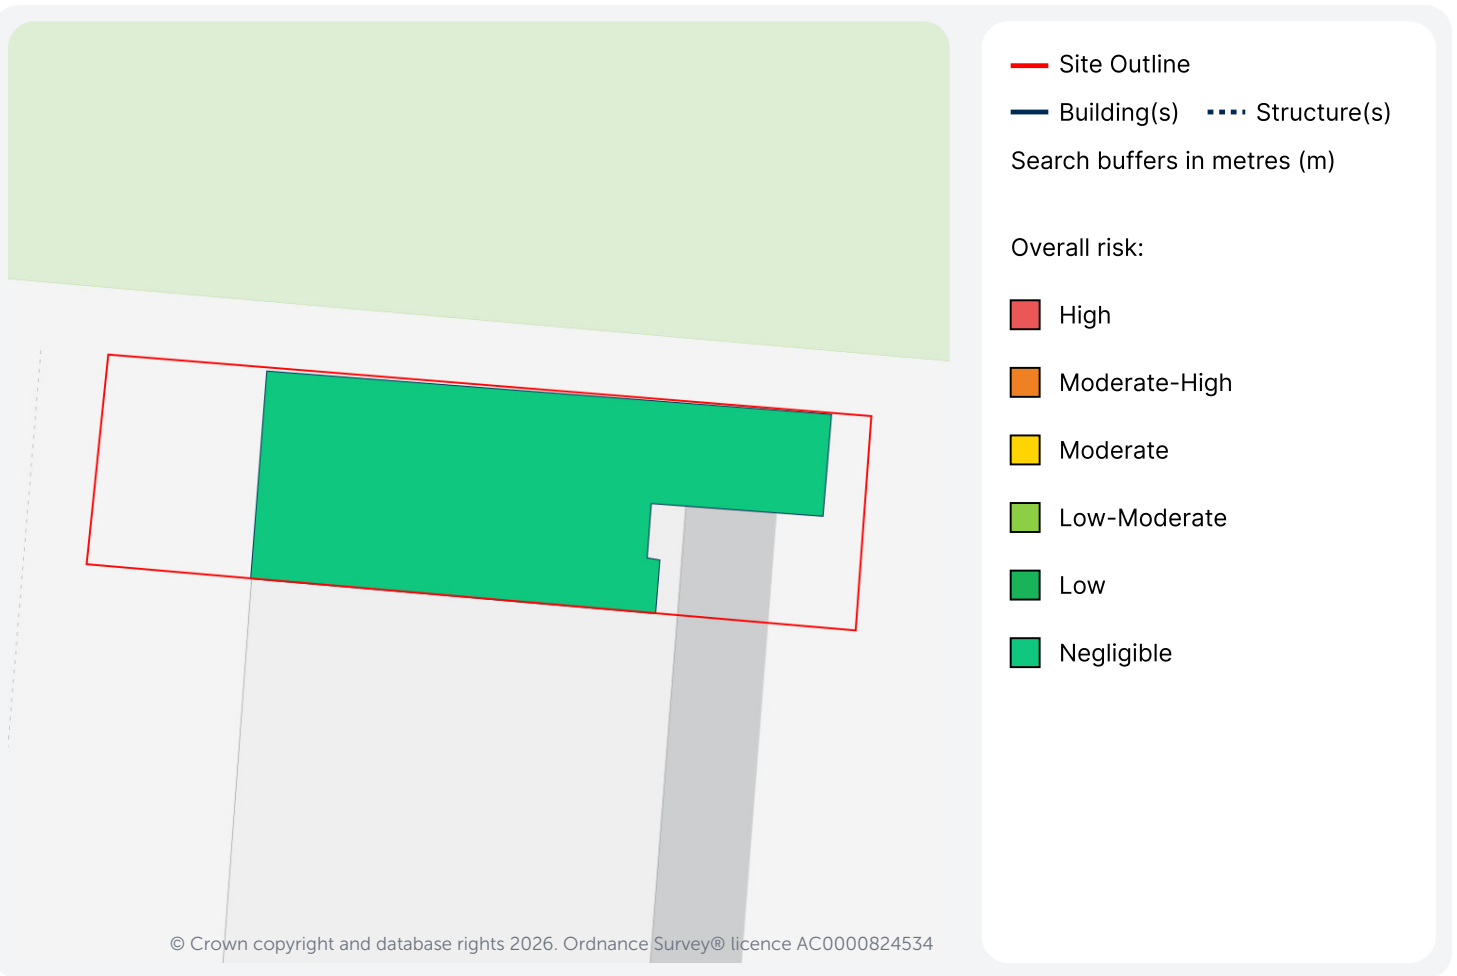 Site Outline
Building(s) Structure(s)
Search buffers in metres (m)
Overall risk:
High
Moderate-High
Moderate
Low-Moderate
Low
Negligible
© Crown copyright and database rights 2026. Ordnance Survey® licence AC0000824534